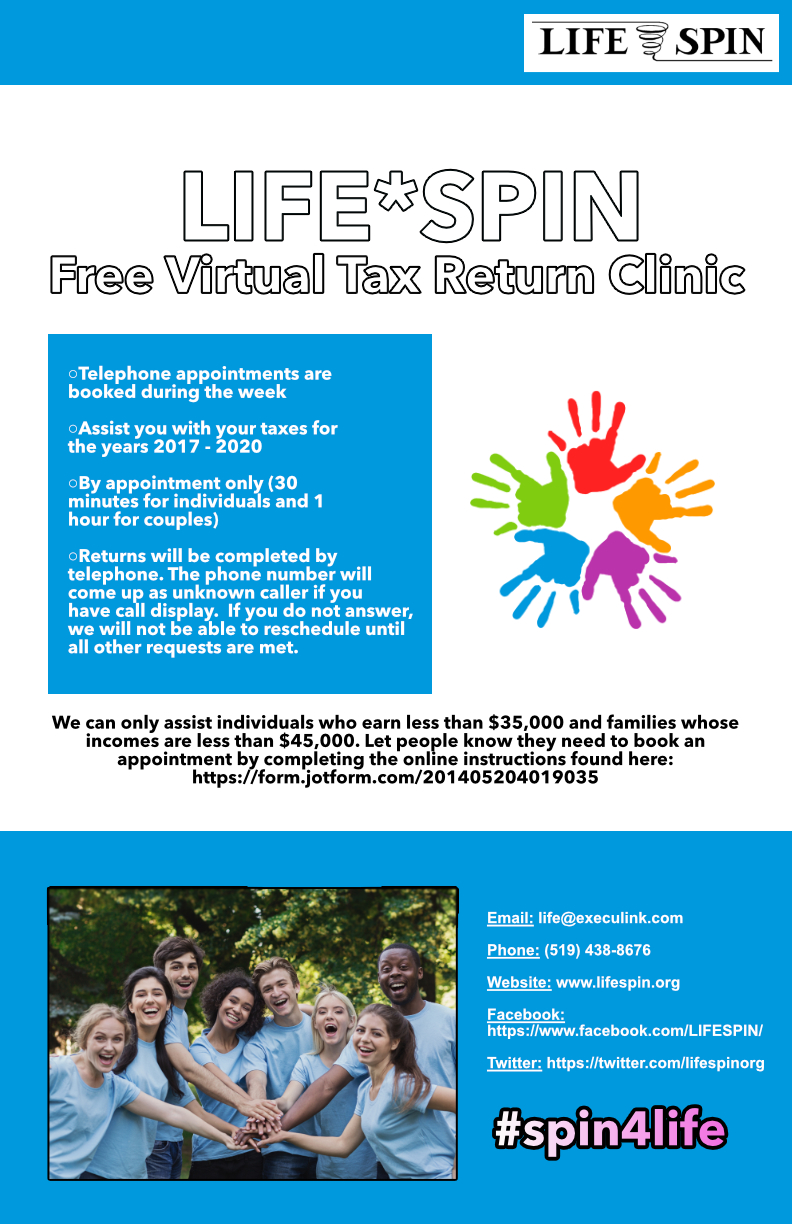 LIFE SPIN
LIFE*SPIN
Free Virtual Tax Return Clinic
○Telephone appointments are
booked during the week
○Assist you with your taxes for
the years 2017 - 2020
○By appointment only (30
minutes for individuals and 1
hour for couples)
○Returns will be completed by
telephone. The phone number will
come up as unknown caller if you
have call display.  If you do not answer,
we will not be able to reschedule until
all other requests are met.
We can only assist individuals who earn less than $35,000 and families whose
incomes are less than $45,000. Let people know they need to book an
appointment by completing the online instructions found here:
https://form.jotform.com/201405204019035
Email: life@execulink.com
Phone: (519) 438-8676
Website: www.lifespin.org
Facebook:
https://www.facebook.com/LIFESPIN/
Twitter: https://twitter.com/lifespinorg
#spin4life